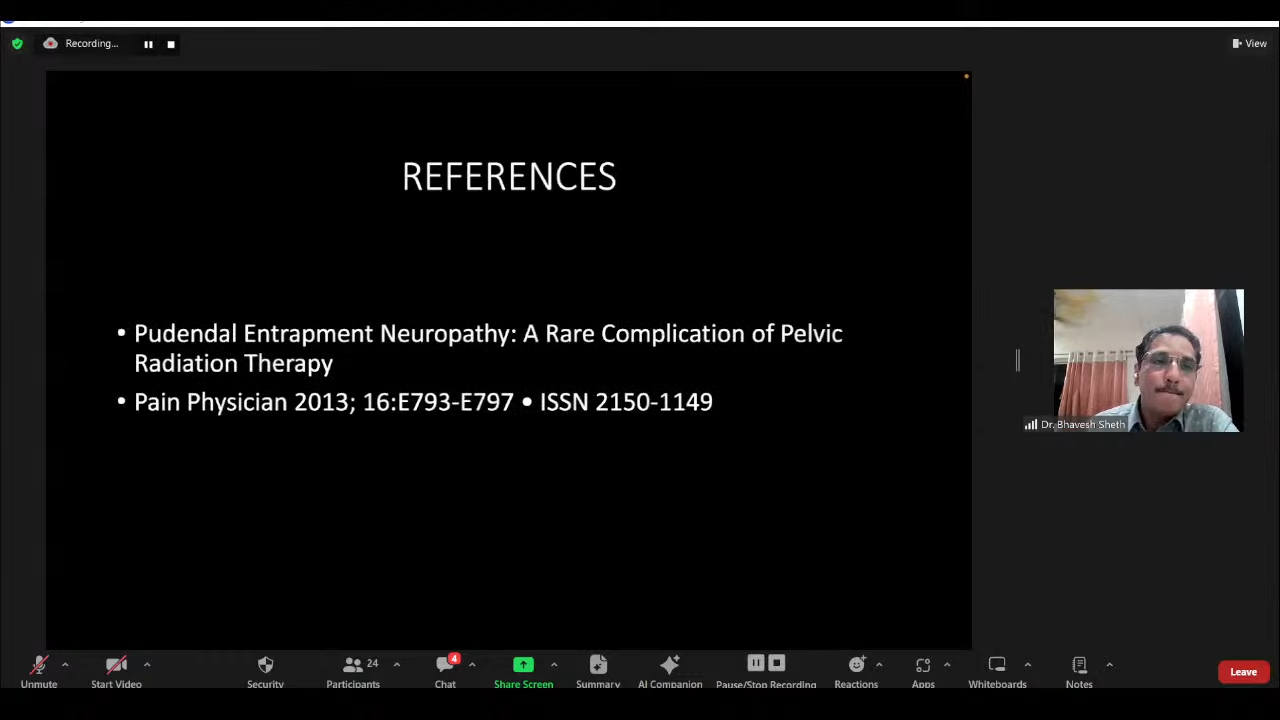 Recording...
View
REFERENCES
• Pudendal Entrapment Neuropathy: A Rare Complication of Pelvic
Radiation Therapy
• Pain Physician 2013; 16:E793-E797 • ISSN 2150-1149
Dr. Bhavesh Sheth
24
4
Unmute
Start Video
Security
Participants
Chat
Share Screen
Summary
AI Companion
Pause/Stop Recording
Reactions
Apps
Whiteboards
Notes
Leave